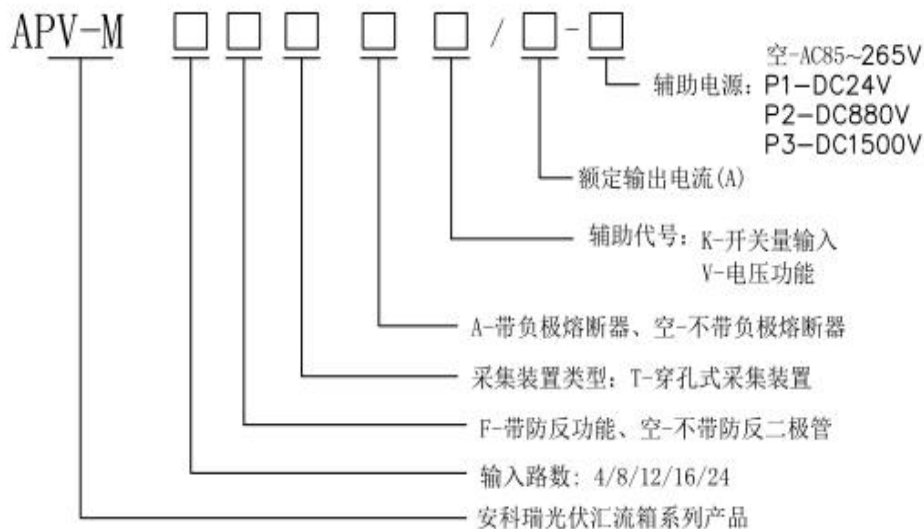 APV-M □ □ □ □ □ / □ - □
空-AC85~265V
辅助电源: P1-DC24V
P2-DC880V
P3-DC1500V
额定输出电流(A)
辅助代号: K-开关量输入
V-电压功能
A-带负极熔断器、空-不带负极熔断器
采集装置类型: T-穿孔式采集装置
F-带防反功能、空-不带防反二极管
输入路数: 4/8/12/16/24
安科瑞光伏汇流箱系列产品